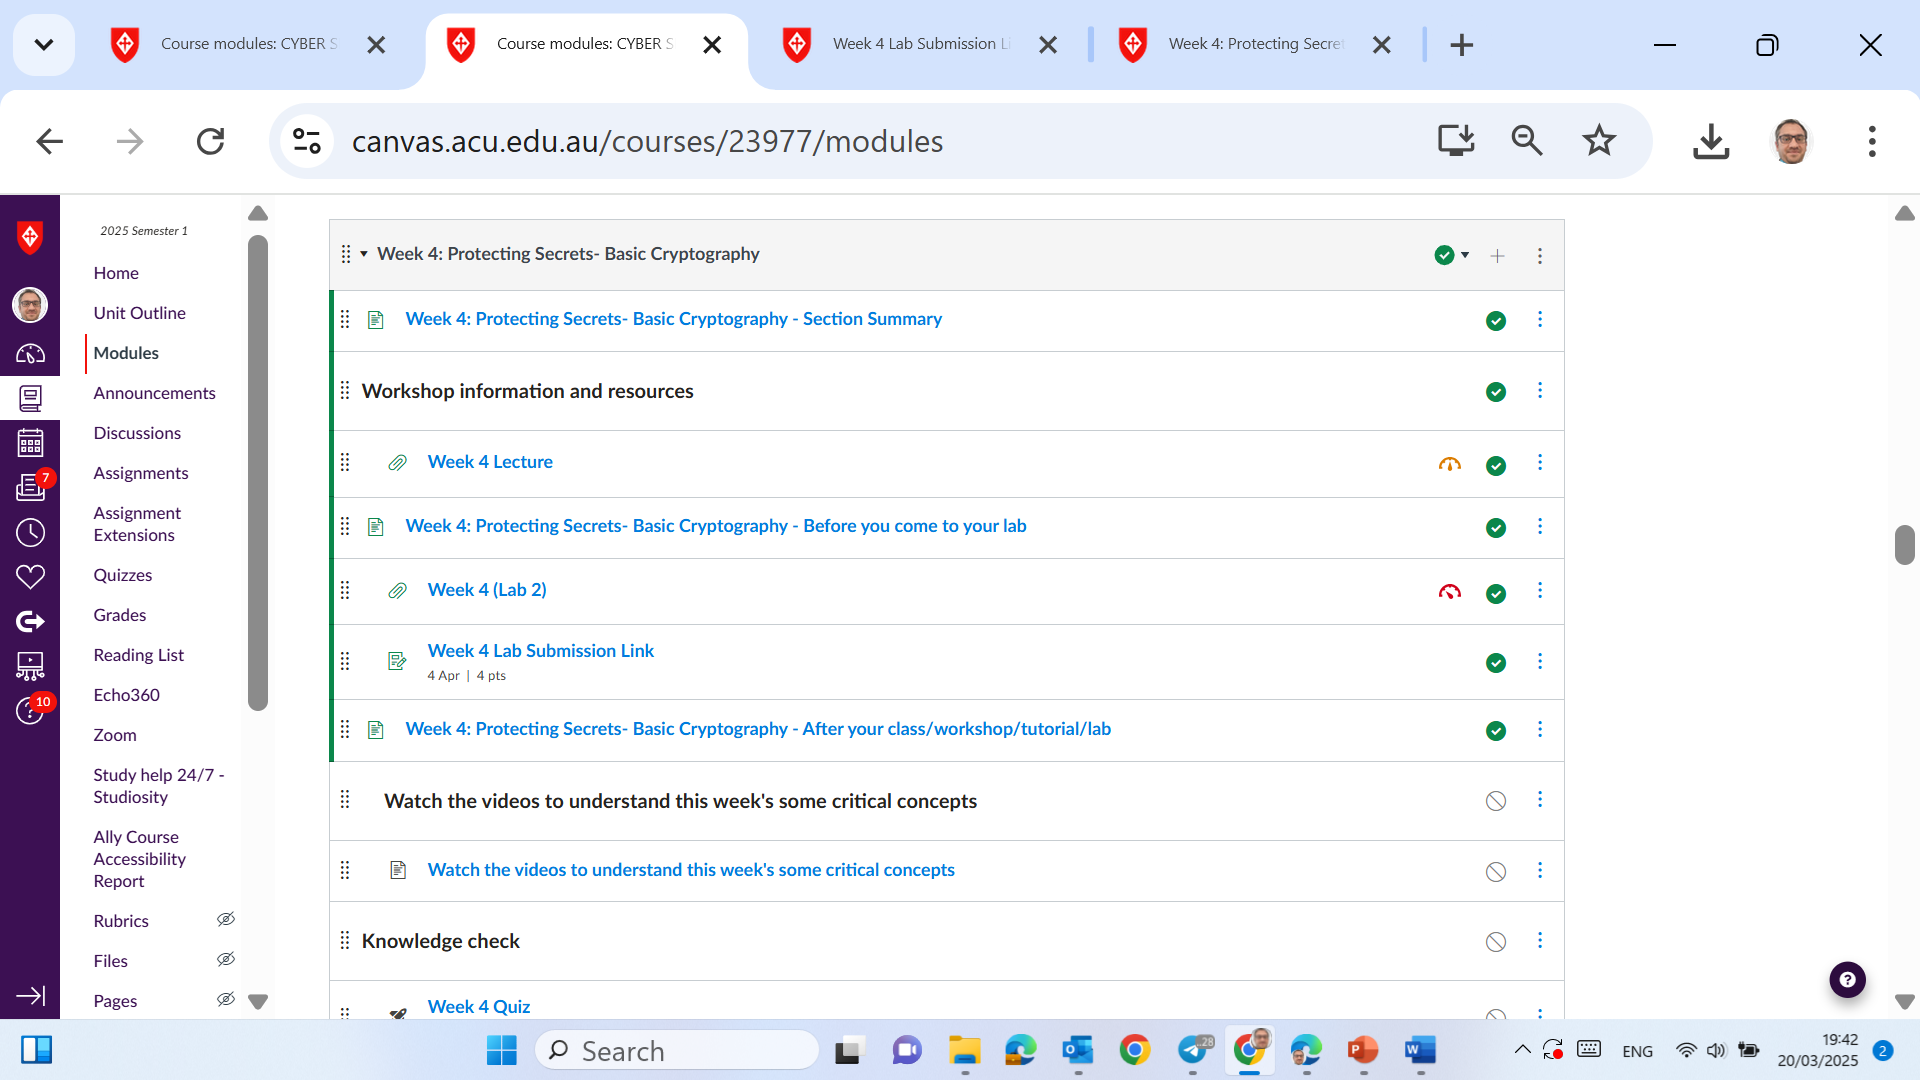 Course modules: CYBER S
Course modules: CYBER S
Week 4 Lab Submission Li
Week 4: Protecting Secre
canvas.acu.edu.au/courses/23977/modules
2025 Semester 1
Home
Unit Outline
Modules
Announcements
Discussions
Assignments
Assignment
Extensions
Quizzes
Grades
Reading List
Echo360
Zoom
Study help 24/7 -
Studiosity
Ally Course
Accessibility
Report
Rubrics
Files
Pages
7
10
Week 4: Protecting Secrets- Basic Cryptography
Week 4: Protecting Secrets- Basic Cryptography - Section Summary
Workshop information and resources
Week 4 Lecture
Week 4: Protecting Secrets- Basic Cryptography - Before you come to your lab
Week 4 (Lab 2)
Week 4 Lab Submission Link
4 Apr | 4 pts
Week 4: Protecting Secrets- Basic Cryptography - After your class/workshop/tutorial/lab
Watch the videos to understand this week's some critical concepts
Watch the videos to understand this week's some critical concepts
Knowledge check
Week 4 Quiz
Search
28
ENG
19:42
20/03/2025
2